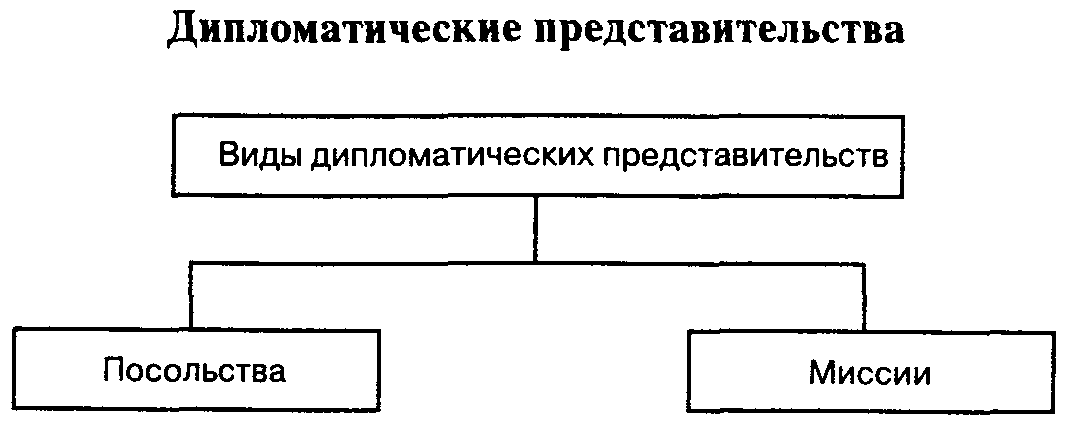 Дипломатические представительства
Виды дипломатических представительств
Посольства
Миссии